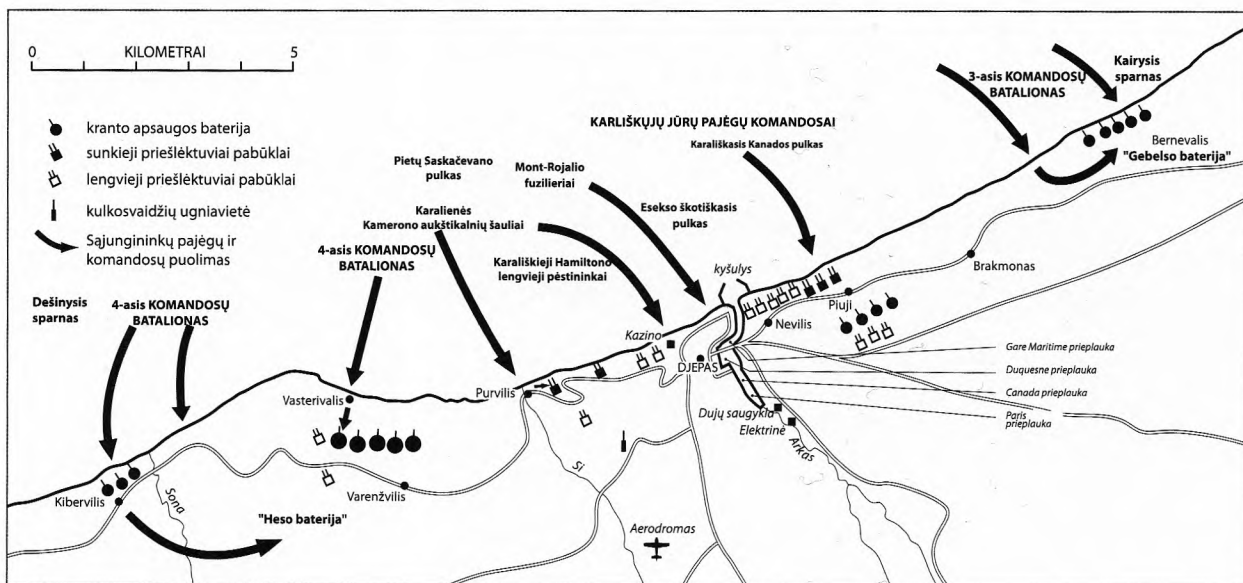 0 KILOMETRAI 5
kranto apsaugos baterija
sunkieji priešlėktuviai pabūklai
lengvieji priešlėktuviai pabūklai
kulkosvaidžių ugniavietė
Sąjungininkų pajėgų ir
komandosų puolimas
Dešinysis
sparnas
4-asis KOMANDOSŲ
BATALIONAS
4-asis KOMANDOSŲ
BATALIONAS
Pietų Saskačevano
pulkas
Karalienės
Kamerono aukštikalnių šauliai
Karališkieji Hamiltono
lengvieji pėstininkai
Mont-Rojalio
fuzilieriai
Esekso škotiškasis
pulkas
KARLIŠKŲJŲ JŪRŲ PAJĖGŲ KOMANDOSAI
Karališkasis Kanados pulkas
3-asis KOMANDOSŲ
BATALIONAS
Kairysis
sparnas
Bernevalis
"Gebelso baterija"
Brakmonas
kyšulys
Piuji
Nevilis
Kazino
DJEPAS
Gare Maritime prieplauka
Duquesne prieplauka
Canada prieplauka
Paris
prieplauka
Dujų saugykla
Elektrinė
Arkas
Purvilis
Vasterivalis
Si
Varenžvilis
Kibervilis
Sona
"Heso baterija"
Aerodromas